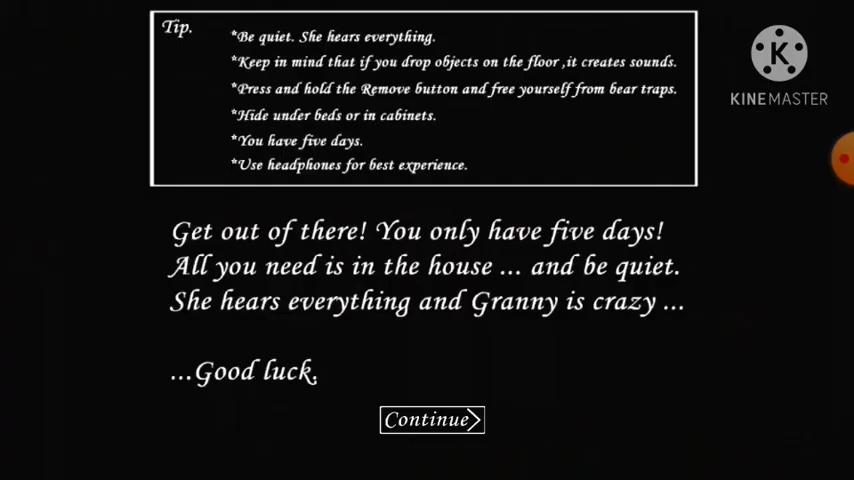 Tip.
*Be quiet. She hears everything.
*Keep in mind that if you drop objects on the floor ,it creates sounds.
*Press and hold the Remove button and free yourself from bear traps.
*Hide under beds or in cabinets.
*You have five days.
*Use headphones for best experience.
KINEMASTER
Get out of there! You only have five days!
All you need is in the house ... and be quiet.
She hears everything and Granny is crazy ...
...Good luck.
Continue